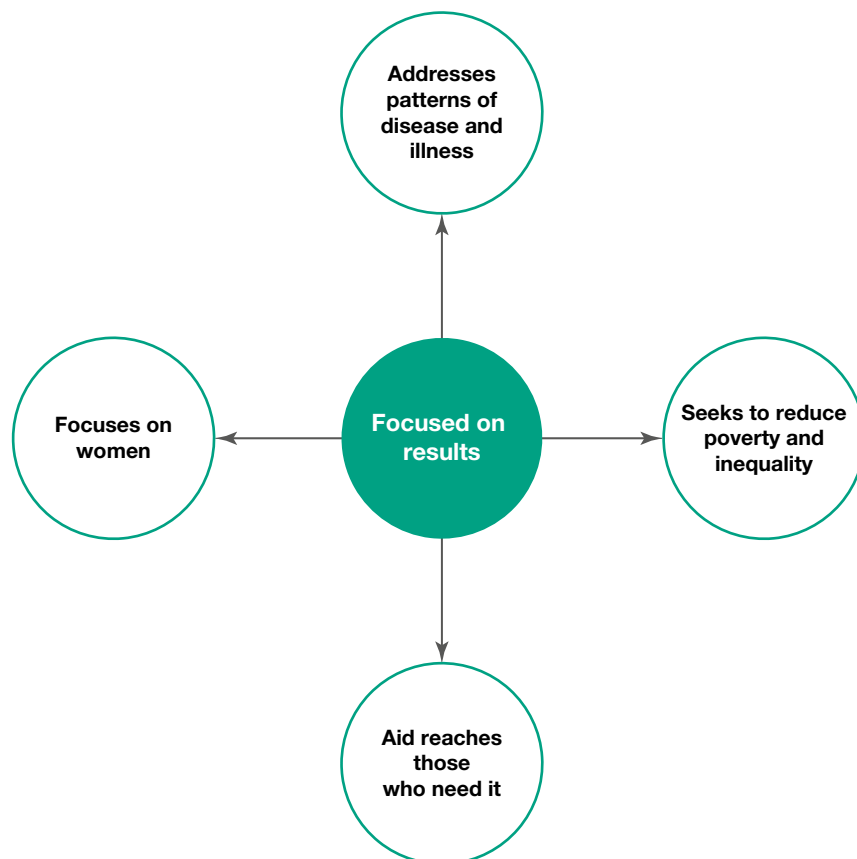 Addresses
patterns of
disease and
illness
Focuses on
women
Focused on
results
Seeks to reduce
poverty and
inequality
Aid reaches
those
who need it